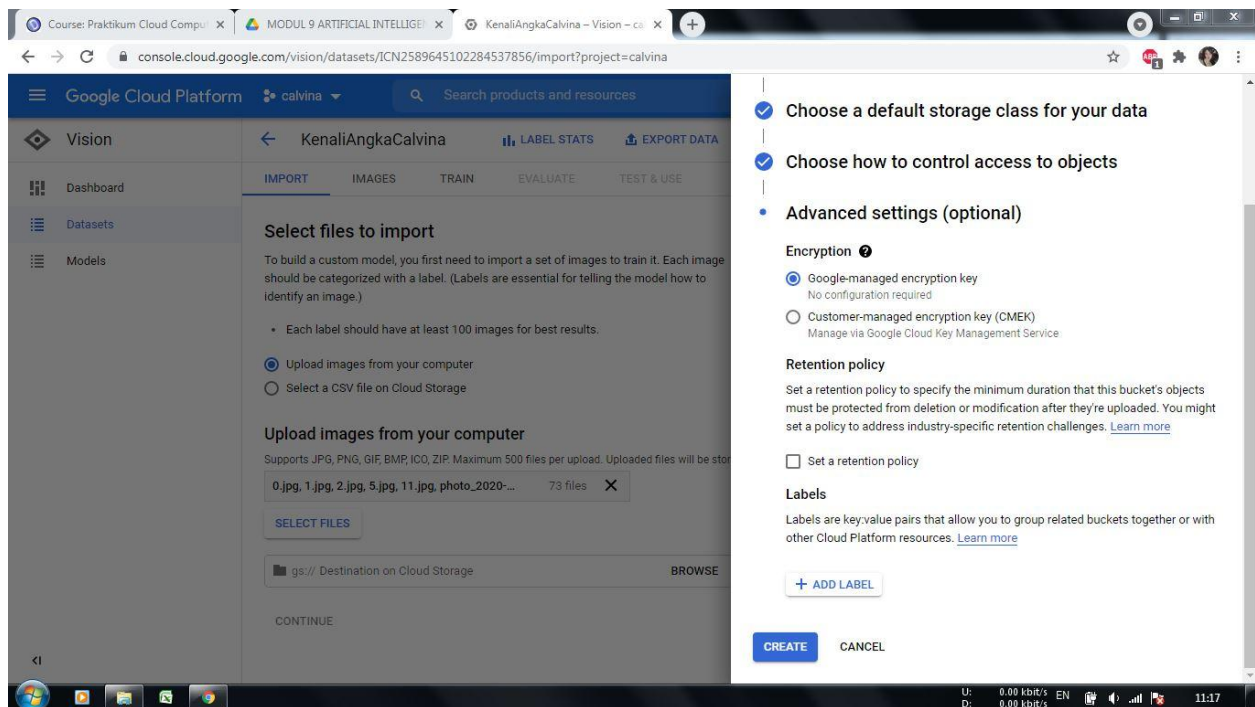 Course: Praktikum Cloud Compu
MODUL 9 ARTIFICIAL INTELLIGE
KenaliAngkaCalvina – Vision – ca
console.cloud.google.com/vision/datasets/ICN2589645102284537856/import?project=calvina
ABP
1
Google Cloud Platform
calvina
Search products and resources
Vision
KenaliAngkaCalvina
LABEL STATS
EXPORT DATA
Dashboard
Datasets
Models
IMPORT
IMAGES
TRAIN
EVALUATE
TEST & USE
Select files to import
To build a custom model, you first need to import a set of images to train it. Each image
should be categorized with a label. (Labels are essential for telling the model how to
identify an image.)
• Each label should have at least 100 images for best results.
Upload images from your computer
Select a CSV file on Cloud Storage
Upload images from your computer
Supports JPG, PNG, GIF, BMP, ICO, ZIP. Maximum 500 files per upload. Uploaded files will be stor
0.jpg, 1.jpg, 2.jpg, 5.jpg, 11.jpg, photo_2020-... 73 files
SELECT FILES
gs:// Destination on Cloud Storage
BROWSE
CONTINUE
Choose a default storage class for your data
Choose how to control access to objects
Advanced settings (optional)
Encryption
Google-managed encryption key
No configuration required
Customer-managed encryption key (CMEK)
Manage via Google Cloud Key Management Service
Retention policy
Set a retention policy to specify the minimum duration that this bucket's objects
must be protected from deletion or modification after they're uploaded. You might
set a policy to address industry-specific retention challenges. Learn more
Set a retention policy
Labels
Labels are key:value pairs that allow you to group related buckets together or with
other Cloud Platform resources. Learn more
+ ADD LABEL
CREATE
CANCEL
U: 0.00 kbit/s
D: 0.00 kbit/s
EN
11:17